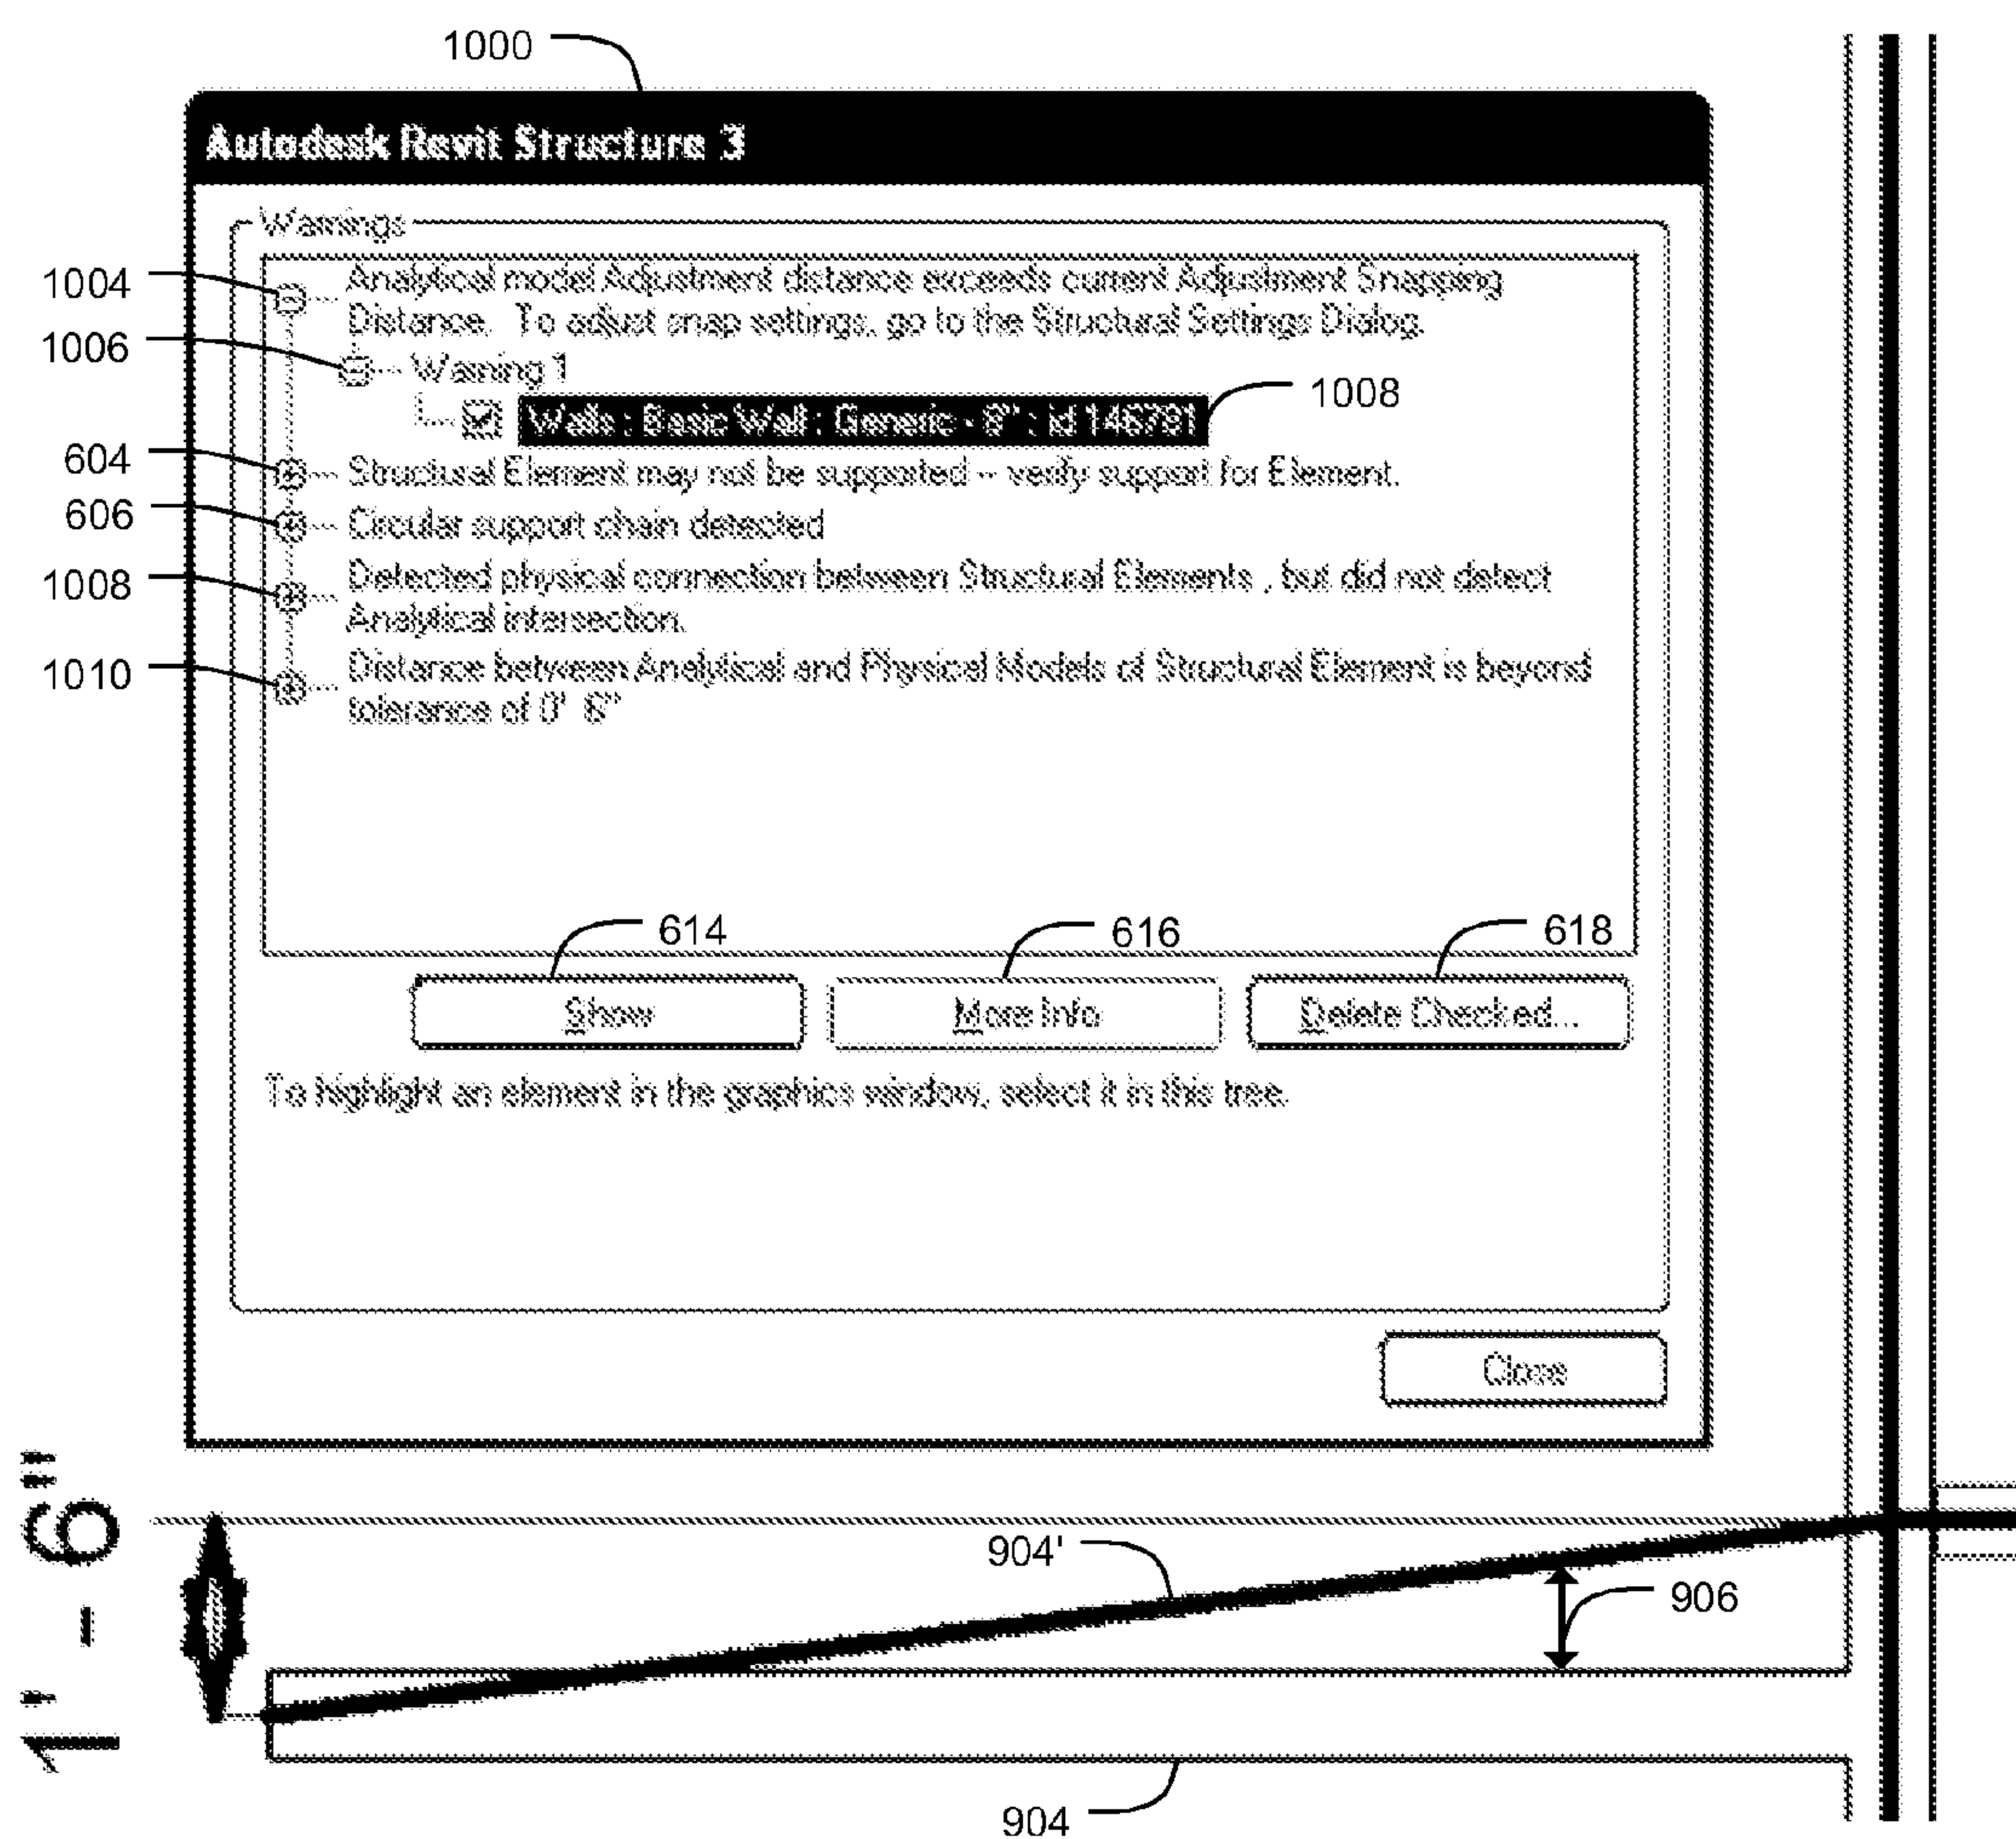 1000
Autodesk Revit Structure 3
Warnings
1004
Analytical model Adjustment distance exceeds current Adjustment Snapping
Distance. To adjust snap settings, go to the Structural Settings Dialog.
1006
Warning 1
Walls : Basic Wall : Generic - 8" : id 146781
1008
604
Structural Element may not be supported -- verify support for Element.
606
Circular support chain detected
1008
Detected physical connection between Structural Elements , but did not detect
Analytical intersection.
1010
Distance between Analytical and Physical Models of Structural Element is beyond
tolerance of 0' 6"
614
616
618
Show
More Info
Delete Checked...
To highlight an element in the graphics window, select it in this tree.
Close
1' - 6"
904'
906
904